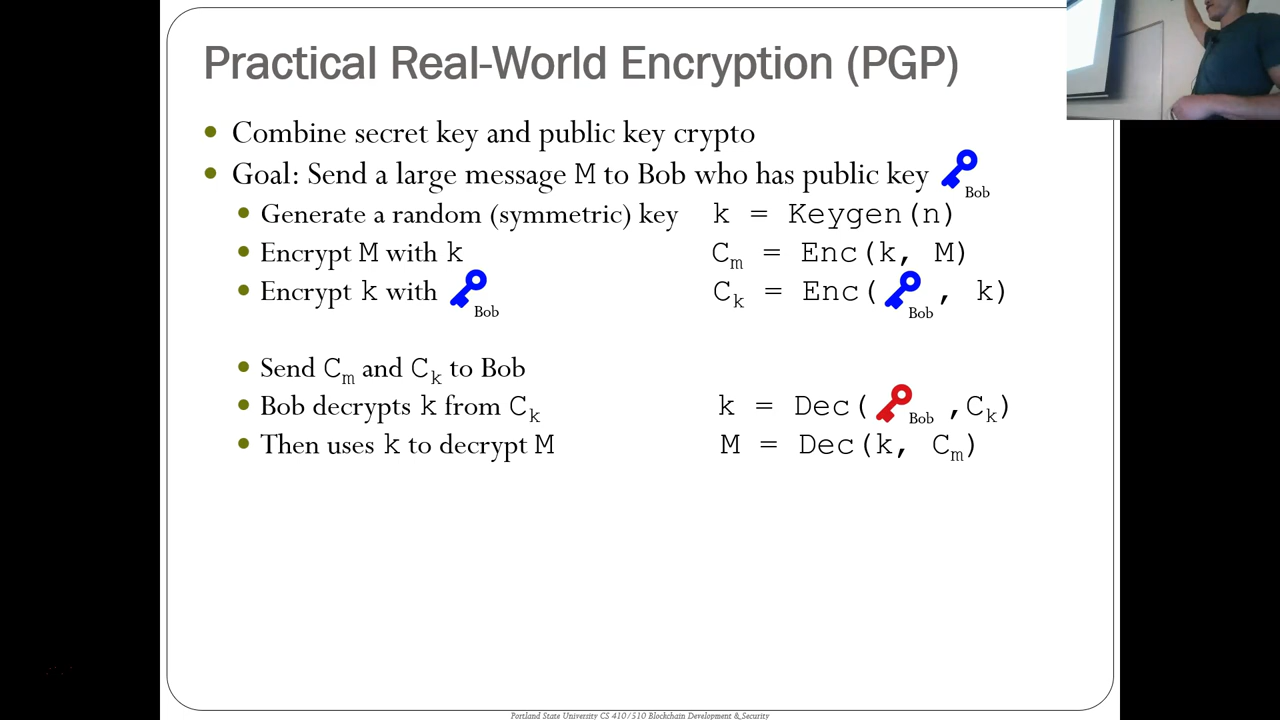 Practical Real-World Encryption (PGP)
• Combine secret key and public key crypto
• Goal: Send a large message M to Bob who has public key Bob
• Generate a random (symmetric) key k = Keygen(n)
• Encrypt M with k Cm = Enc(k, M)
• Encrypt k with Bob Ck = Enc( Bob , k)
• Send Cm and Ck to Bob
• Bob decrypts k from Ck k = Dec( Bob ,Ck)
• Then uses k to decrypt M M = Dec(k, Cm)
Portland State University CS 410/510 Blockchain Development & Security